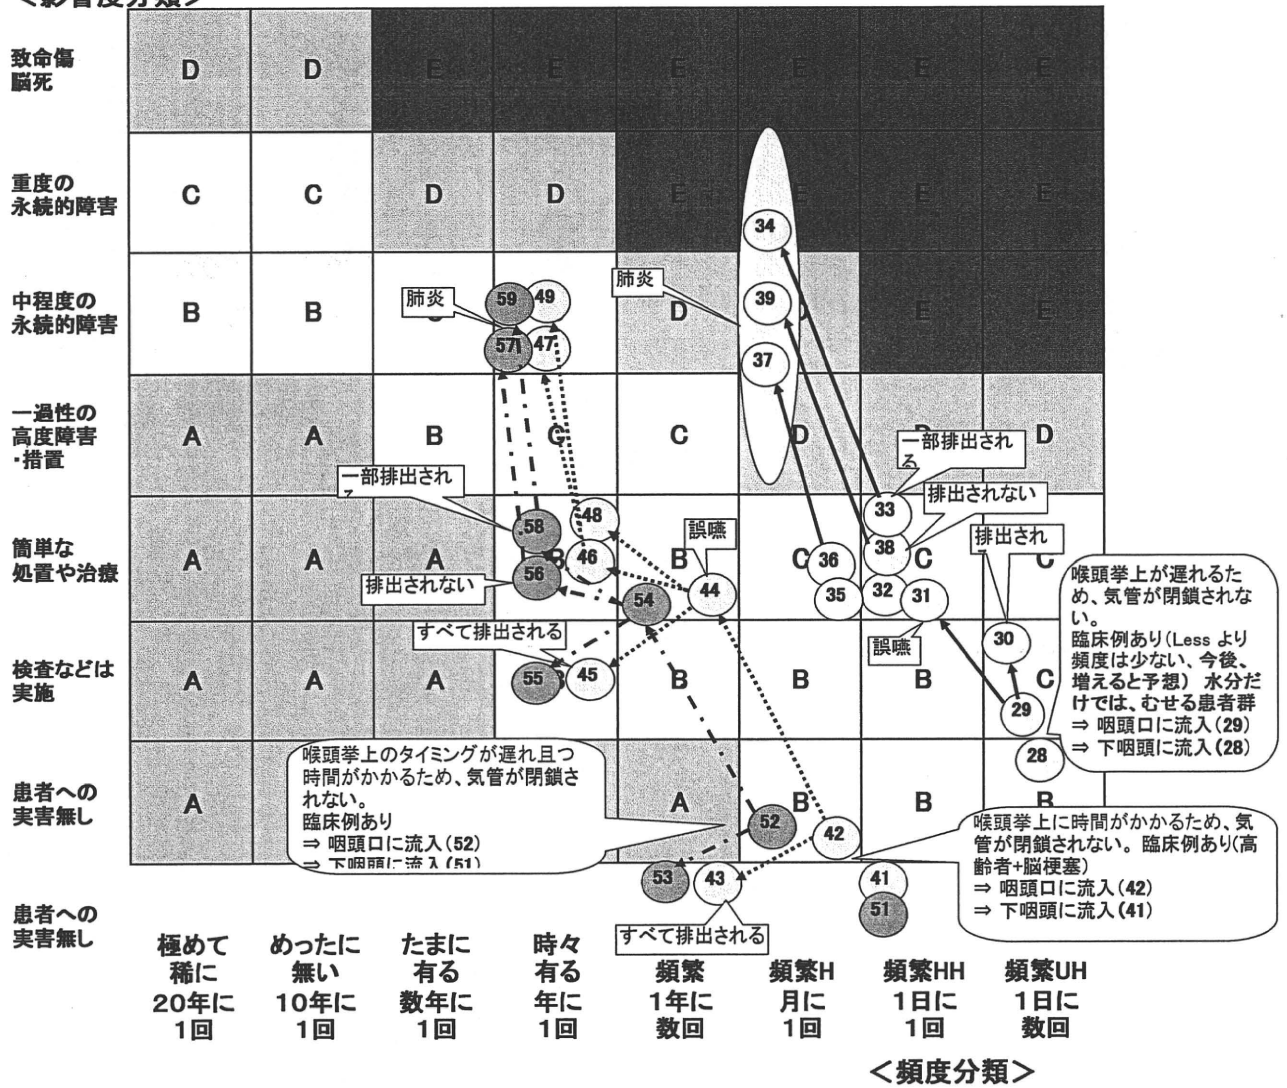 ＜影響度分類＞
致命傷
脳死
D
D
E
E
E
E
E
E
重度の
永続的障害
C
C
D
D
E
E
E
E
34
中程度の
永続的障害
B
B
肺炎
59
49
57
47
肺炎
D
39
37
E
E
一過性の
高度障害
・措置
A
A
B
C
C
D
D
D
一部排出され
る
一部排出され
排出されない
簡単な
処置や治療
A
A
A
B
B
C
C
C
58
48
56
46
排出されない
誤嚥
54
44
36
35
33
38
32
31
誤嚥
排出され
検査などは
実施
A
A
A
B
B
B
B
C
すべて排出される
55
45
30
29
28
喉頭挙上が遅れるた
め、気管が閉鎖されな
い。
臨床例あり(Less より
頻度は少ない、今後、
増えると予想) 水分だ
けでは、むせる患者群
⇒ 咽頭口に流入(29)
⇒ 下咽頭に流入(28)
患者への
実害無し
A
A
B
B
B
喉頭挙上のタイミングが遅れ且つ
時間がかかるため、気管が閉鎖さ
れない。
臨床例あり
⇒ 咽頭口に流入(52)
⇒ 下咽頭に流入(51)
52
42
喉頭挙上に時間がかかるため、気
管が閉鎖されない。臨床例あり(高
齢者+脳梗塞)
⇒ 咽頭口に流入(42)
⇒ 下咽頭に流入(41)
患者への
実害無し
53
43
41
51
すべて排出される
極めて
稀に
20年に
1回
めったに
無い
10年に
1回
たまに
有る
数年に
1回
時々
有る
年に
1回
頻繁
1年に
数回
頻繁H
月に
1回
頻繁HH
1日に
1回
頻繁UH
1日に
数回
＜頻度分類＞